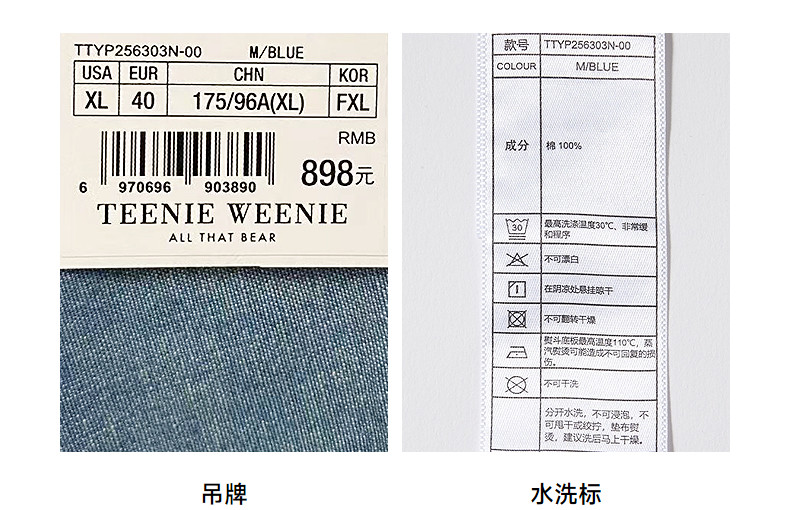 TTYP256303N-00 M/BLUE
USA EUR CHN KOR
XL 40 175/96A(XL) FXL
RMB
898元
6 970696 903890
TEENIE WEENIE
ALL THAT BEAR
吊牌
款号 TTYP256303N-00
COLOUR M/BLUE
成分 棉 100%
30 最高洗涤温度30℃、非常缓
和程序
不可漂白
在阴凉处悬挂晾干
不可翻转干燥
熨斗底板最高温度110℃，蒸
汽熨烫可能造成不可回复的损
伤。
不可干洗
分开水洗，不可浸泡，不
可甩干或绞拧，垫布熨
烫，建议洗后马上干燥。
水洗标